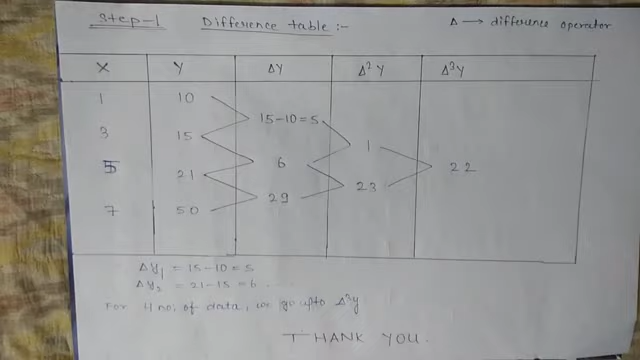 Step-1 Difference table:- Δ → difference operator
X Y ΔY Δ² Y Δ³Y
1 10
15-10=5
3 15
1
5 6 22
21
23
29
7 50
ΔY₁ = 15-10=5
ΔY₂ = 21-15=6.
For 4 no. of data, we go upto Δ³y
THANK YOU.